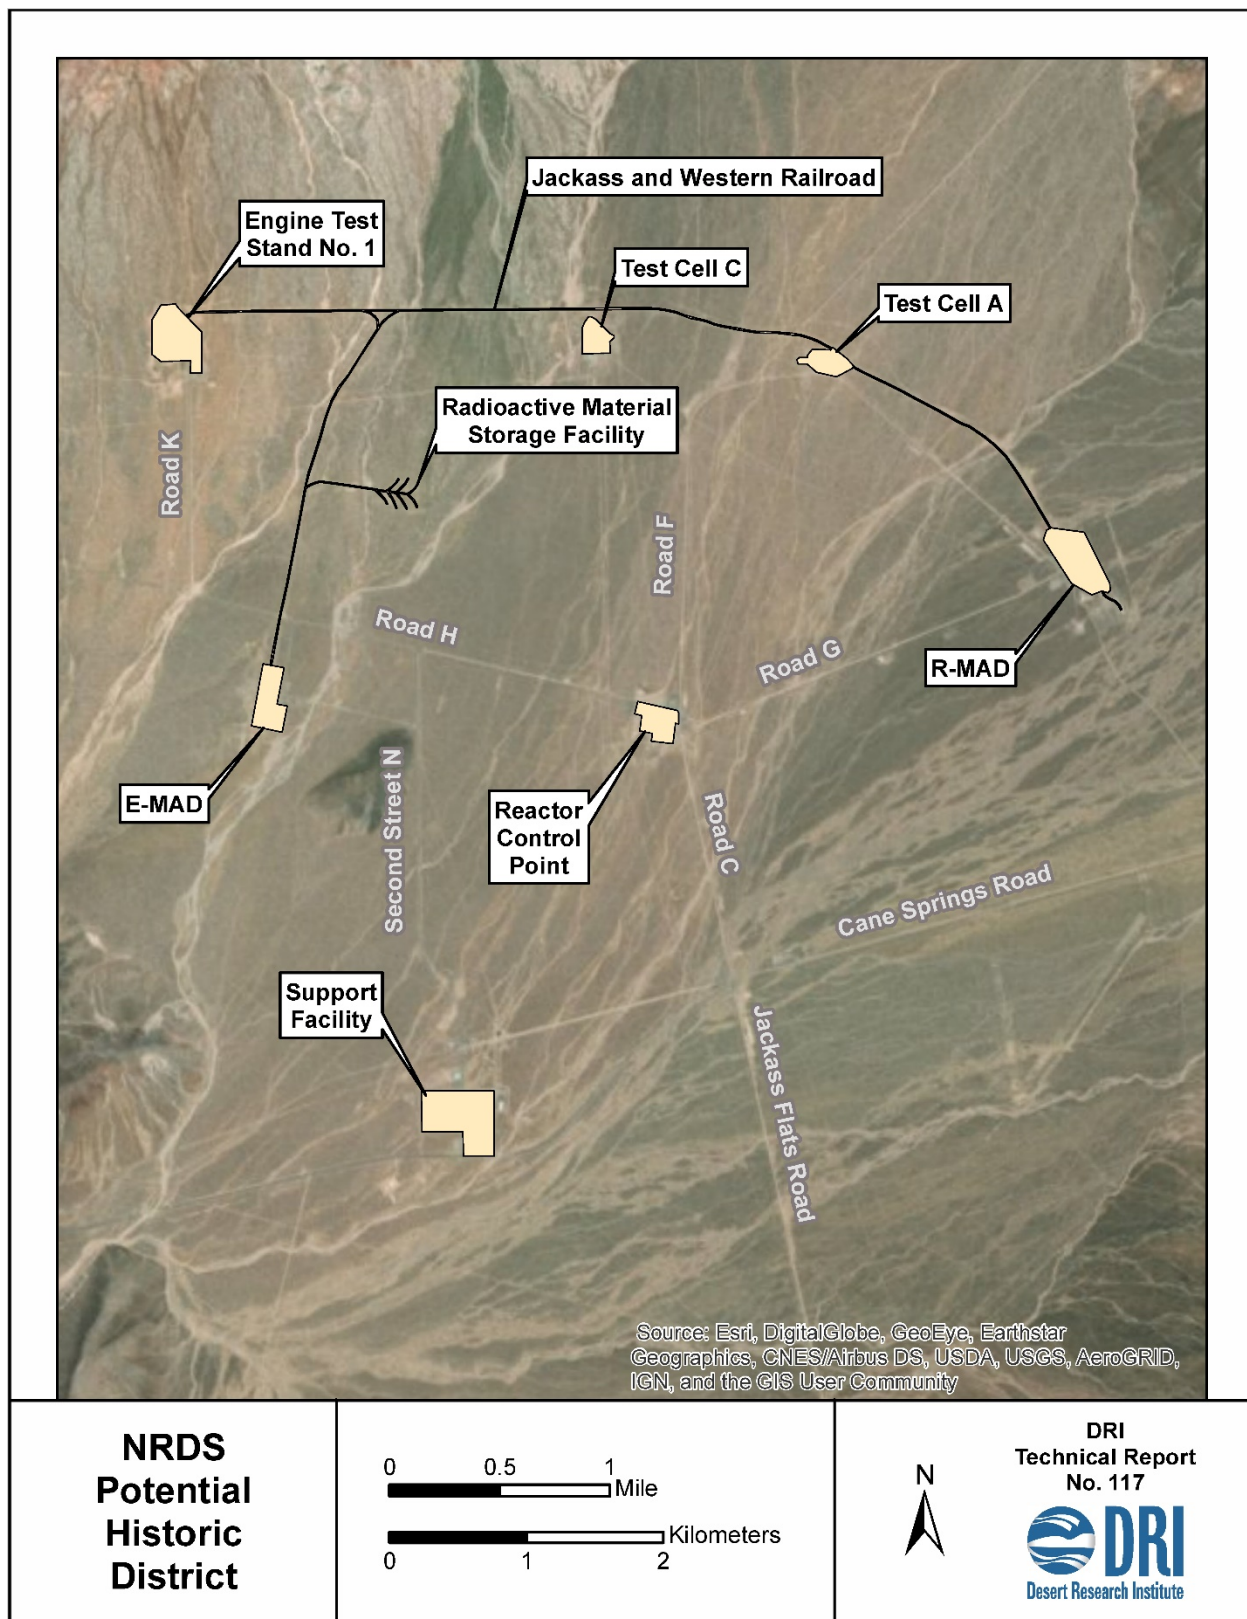 Jackass and Western Railroad
Engine Test
Stand No. 1
Test Cell C
Test Cell A
Radioactive Material
Storage Facility
Road K
Road F
Road H
Road G
R-MAD
E-MAD
Second Street N
Reactor
Control
Point
Road C
Cane Springs Road
Support
Facility
Jackass Flats Road
Source: Esri, DigitalGlobe, GeoEye, Earthstar
Geographics, CNES/Airbus DS, USDA, USGS, AeroGRID,
IGN, and the GIS User Community
NRDS
Potential
Historic
District
0 0.5 1
Mile
Kilometers
0 1 2
N
DRI
Technical Report
No. 117
DRI
Desert Research Institute